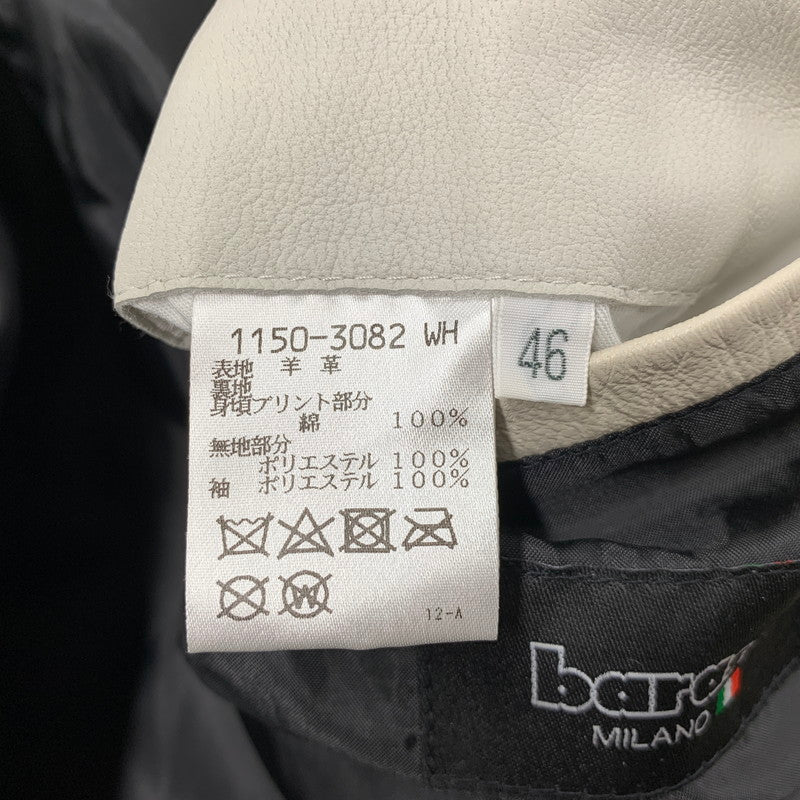 1150-3082 WH
46
表地 羊革
裏地
身頃プリント部分
綿 100%
無地部分
ポリエステル 100%
袖 ポリエステル 100%
W
12-A
MILANO